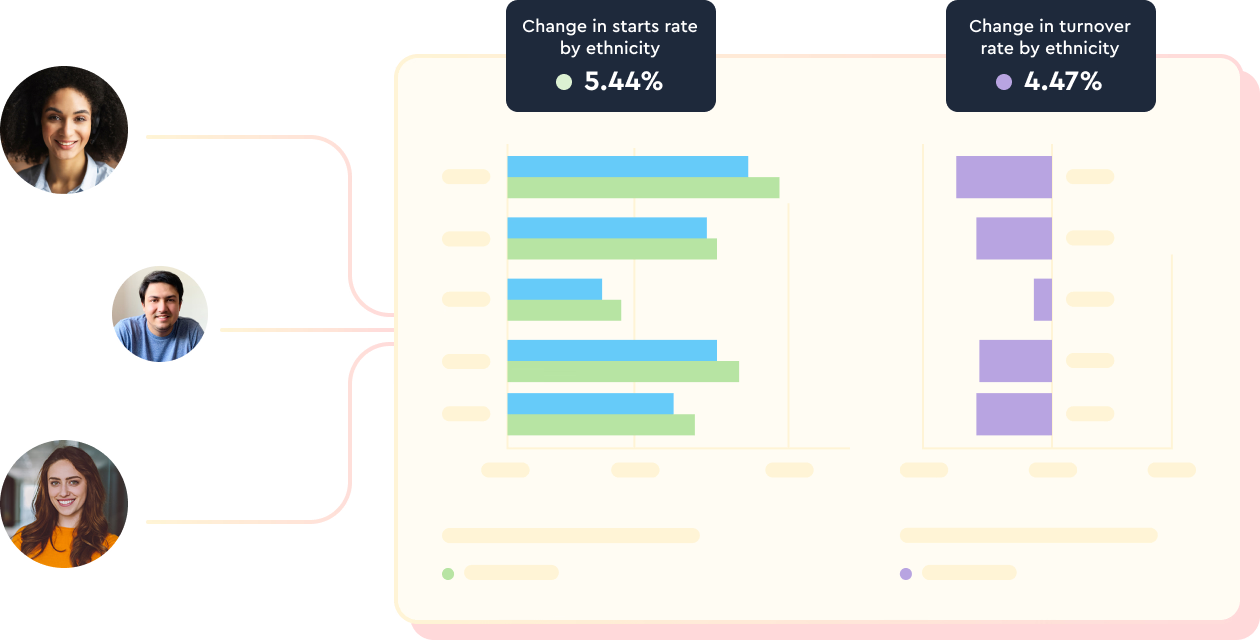 Change in starts rate
by ethnicity
5.44%
Change in turnover
rate by ethnicity
4.47%